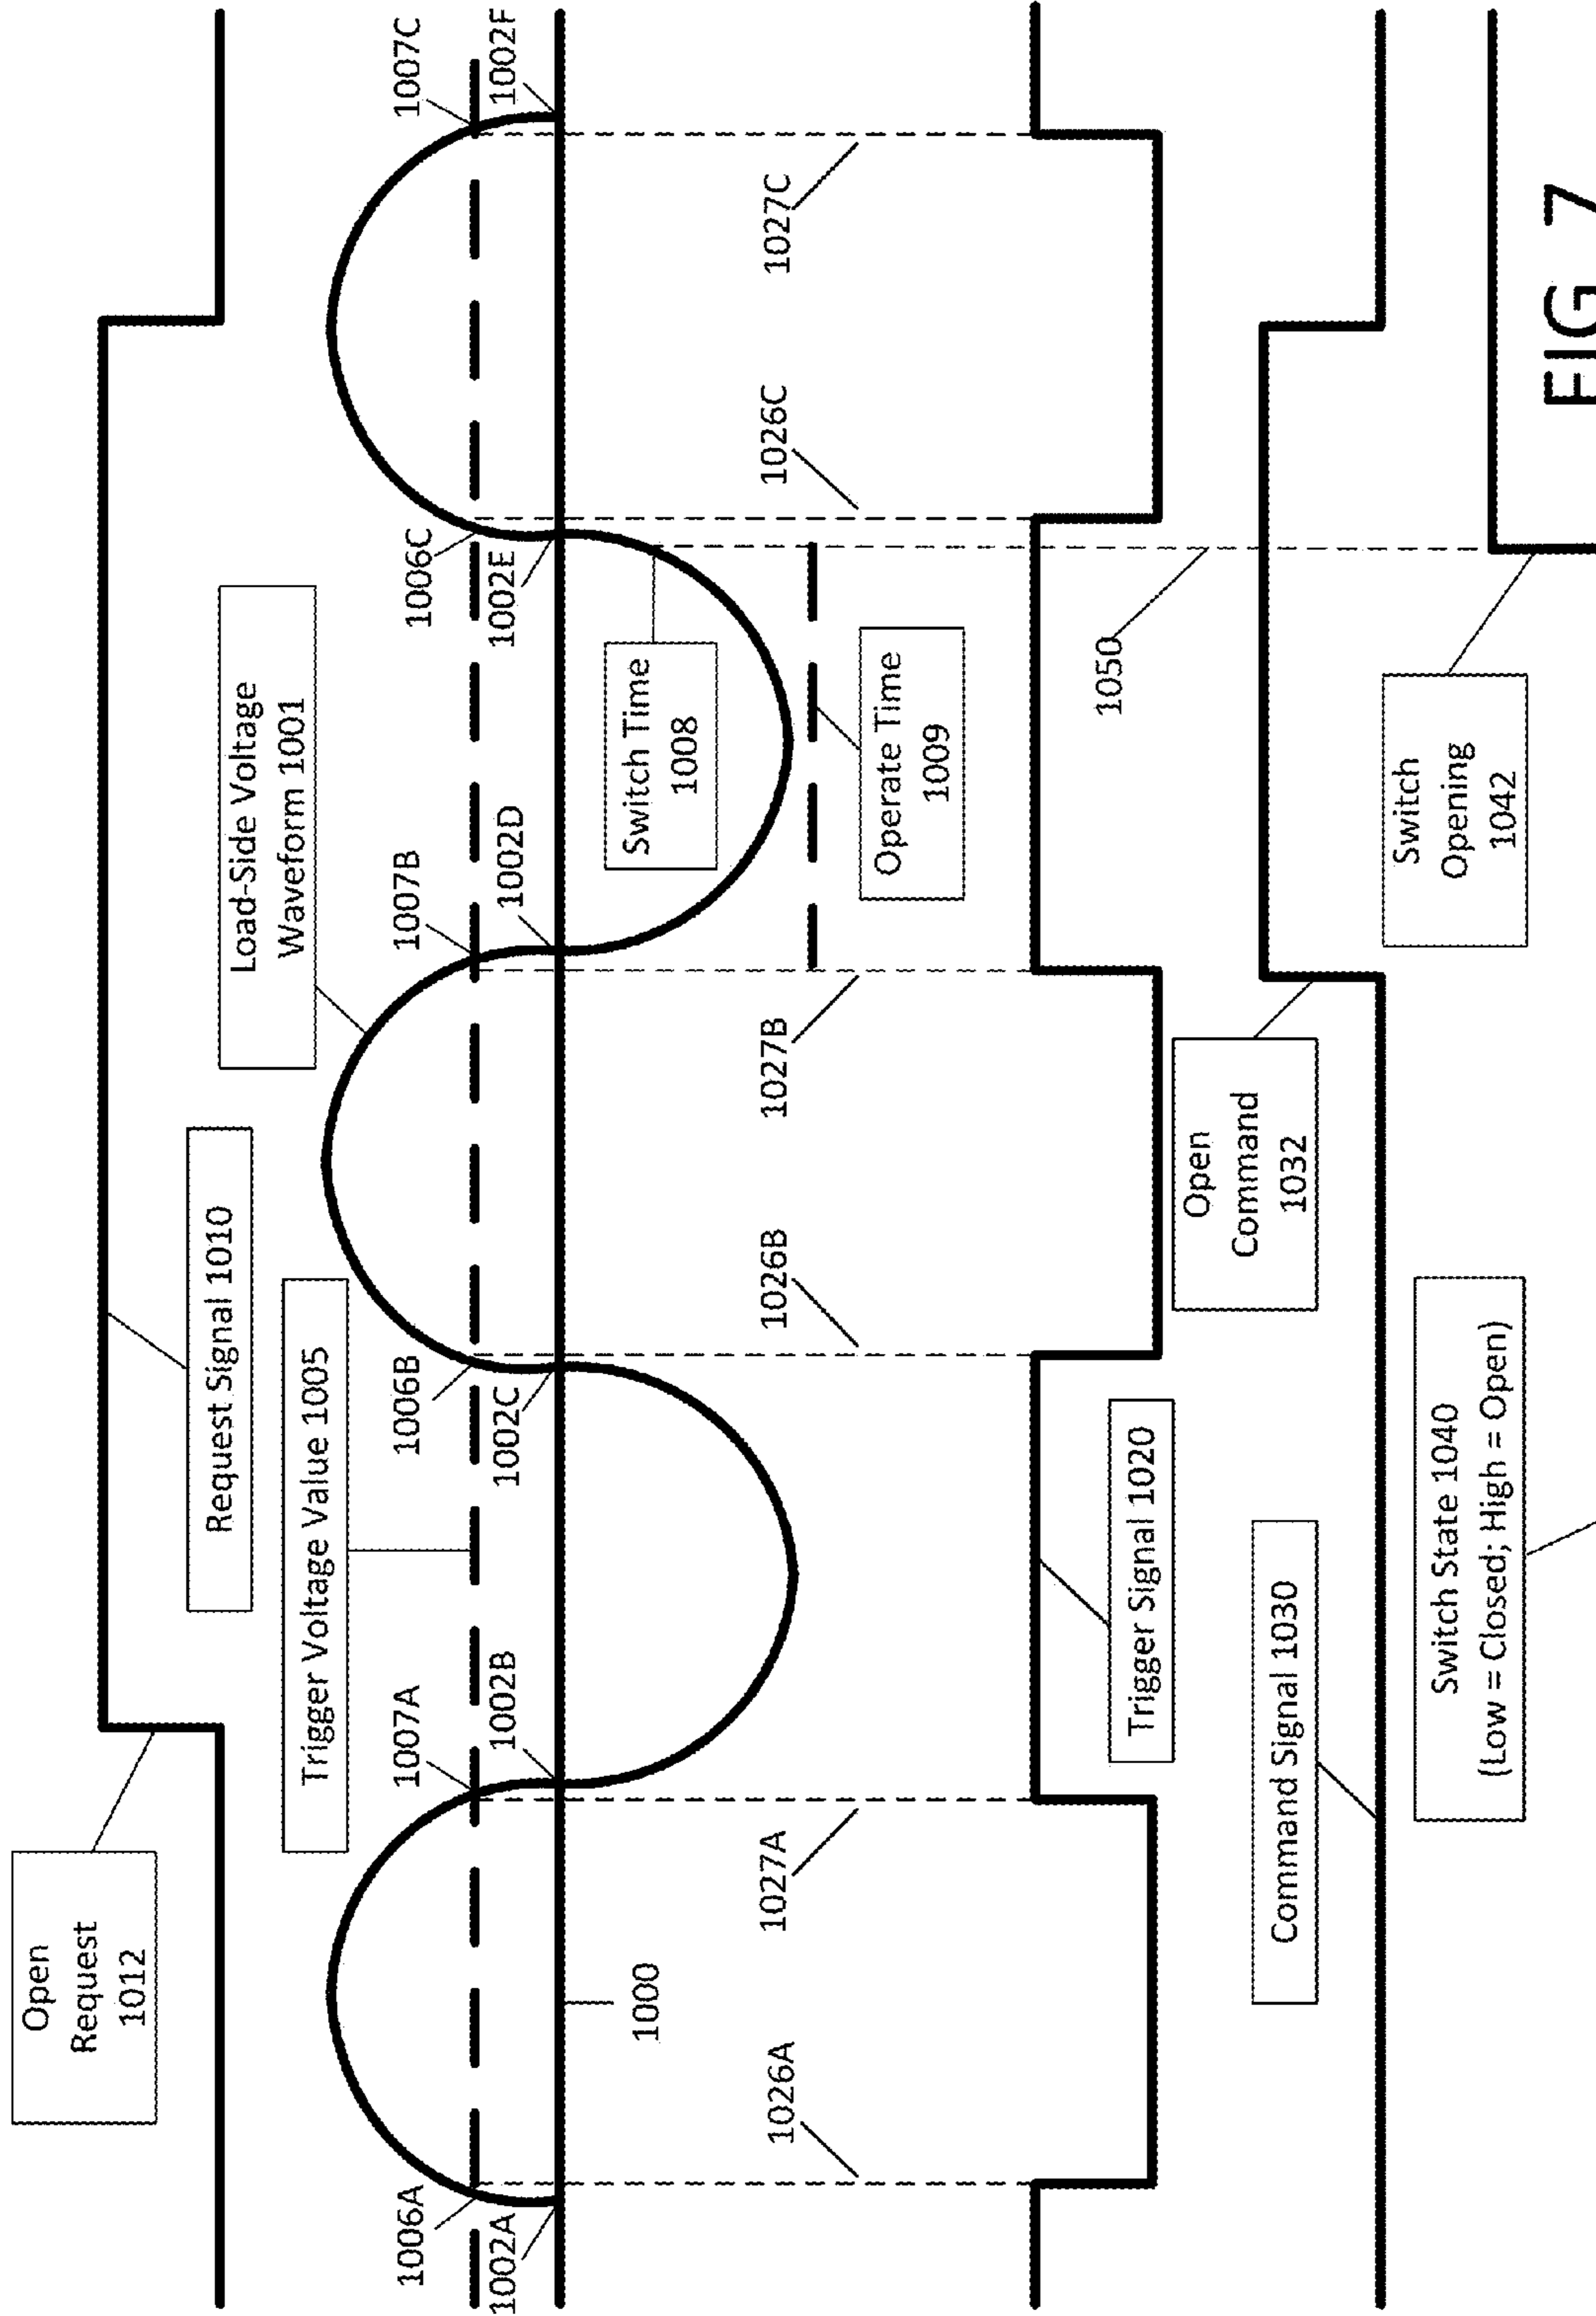 Open
Request
1012
Request Signal 1010
Load-Side Voltage
Waveform 1001
Trigger Voltage Value 1005
1006A
1007A
1006B
1007B
1006C
1007C
1002A
1002B
1002C
1002D
1002E
1002F
1000
Switch Time
1008
1026A
1027A
1026B
1027B
1026C
1027C
Operate Time
1009
1050
Trigger Signal 1020
Open
Command
1032
Command Signal 1030
Switch
Opening
1042
Switch State 1040
(Low = Closed; High = Open)
FIG 7